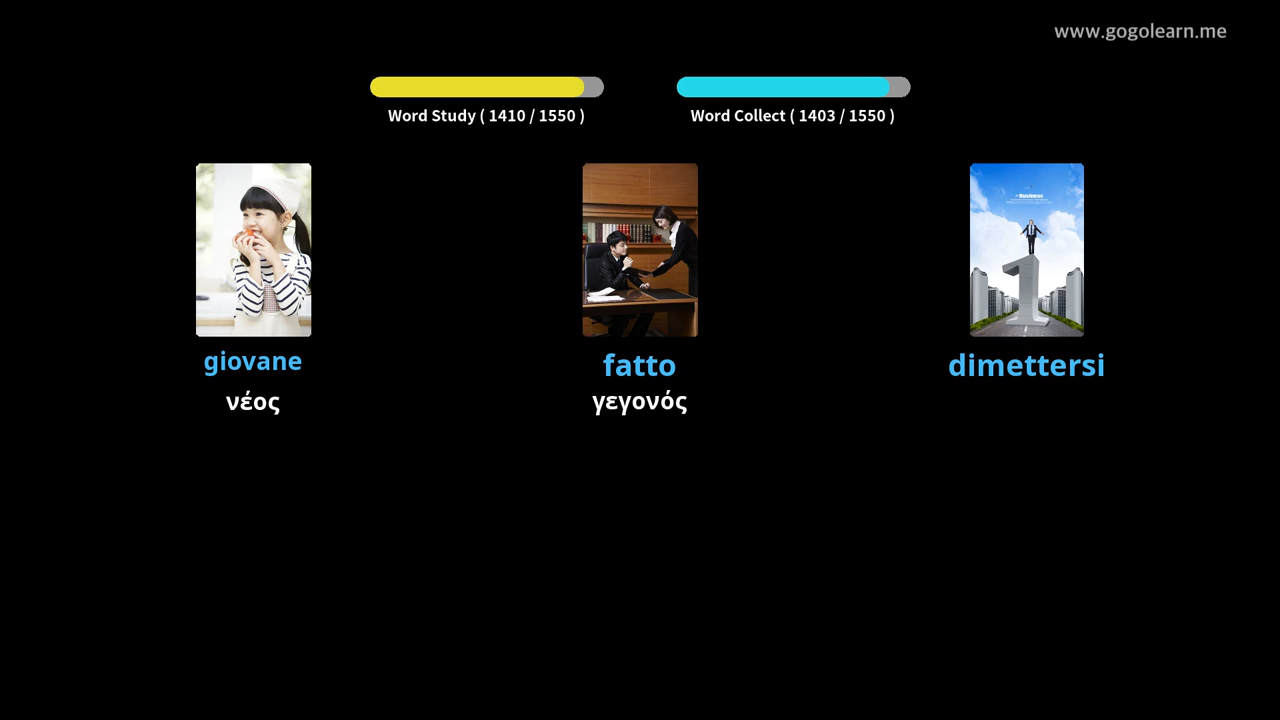 www.gogolearn.me
Word Study ( 1410 / 1550 )
Word Collect ( 1403 / 1550 )
giovane
fatto
dimettersi
νέος
γεγονός